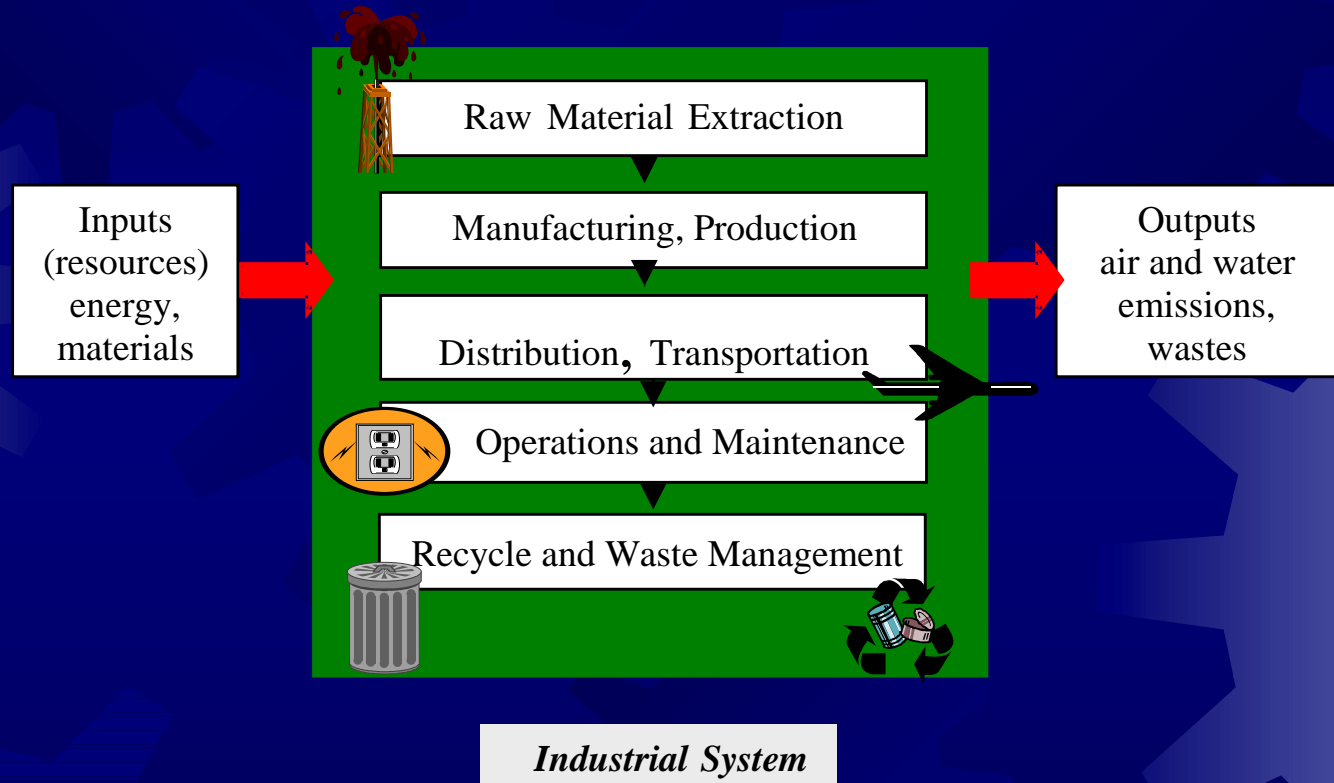 Inputs
(resources)
energy,
materials
Raw Material Extraction
Manufacturing, Production
Distribution, Transportation
Operations and Maintenance
Recycle and Waste Management
Outputs
air and water
emissions,
wastes
Industrial System